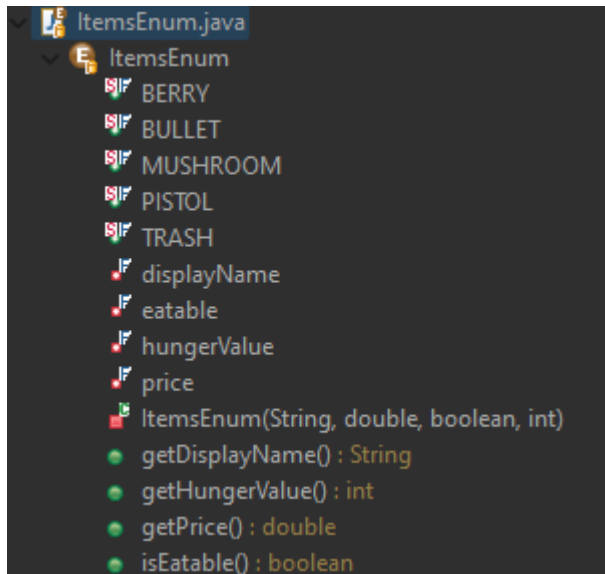 ItemsEnum.java
ItemsEnum
BERRY
BULLET
MUSHROOM
PISTOL
TRASH
displayName
eatable
hungerValue
price
ItemsEnum(String, double, boolean, int)
getDisplayName() : String
getHungerValue() : int
getPrice() : double
isEatable() : boolean